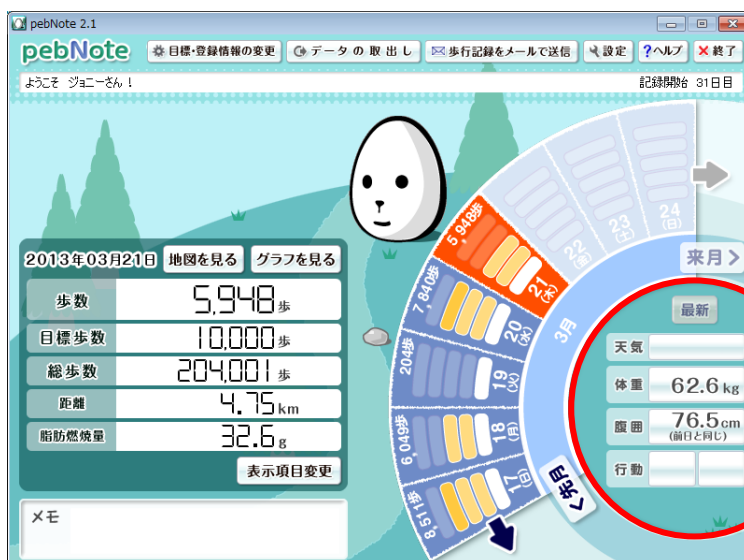 pebNote 2.1
pebNote
目標・登録情報の変更
データの取出し
歩行記録をメールで送信
設定
?ヘルプ
×終了
ようこそ ジョニーさん！
記録開始 31日目
2013年03月21日
地図を見る
グラフを見る
歩数
5,948歩
目標歩数
10,000歩
総歩数
204,001歩
距離
4.75km
脂肪燃焼量
32.6g
表示項目変更
メモ
24
(日)
23
(土)
22
(金)
5,948歩
21
(木)
7,840歩
20
(水)
204歩
19
(火)
6,049歩
18
(月)
8,511歩
17
(日)
3月
来月>
<先月
最新
天気
体重
62.6kg
腹囲
76.5cm
(前日と同じ)
行動